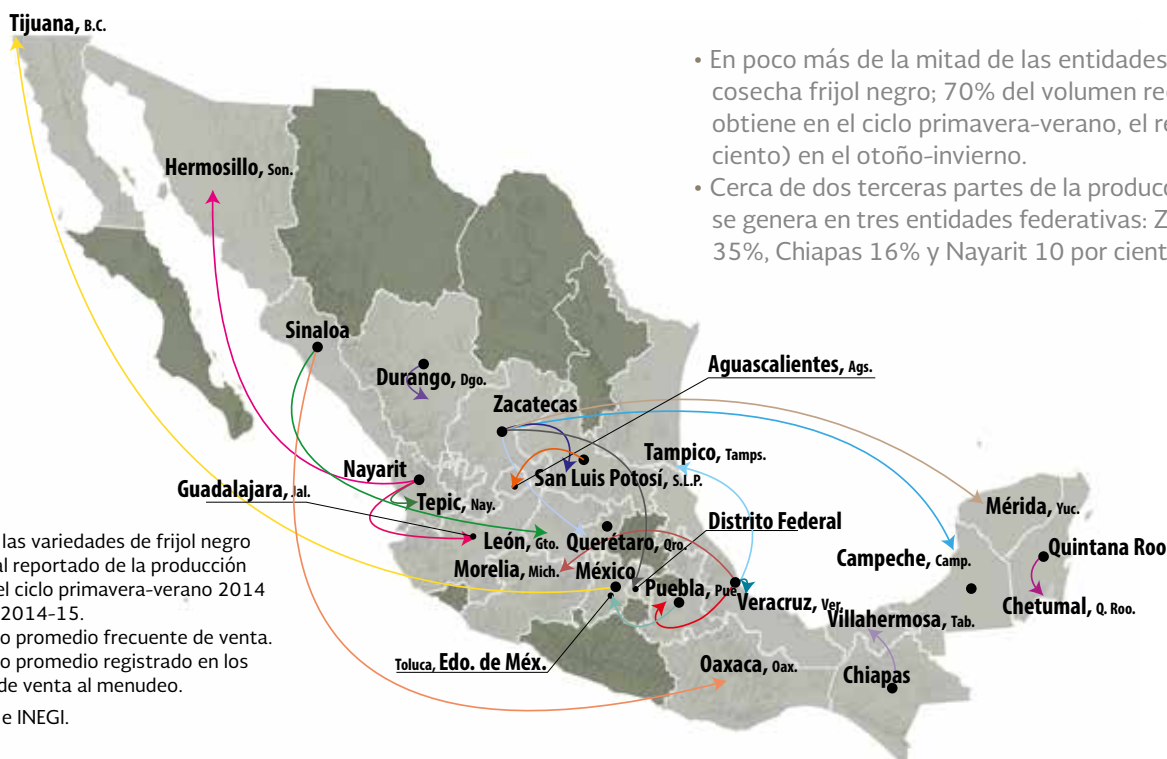 Tijuana, B.C.
• En poco más de la mitad de las entidades
cosecha frijol negro; 70% del volumen
obtiene en el ciclo primavera-verano, el
ciento) en el otoño-invierno.
• Cerca de dos terceras partes de la
se genera en tres entidades federativas:
35%, Chiapas 16% y Nayarit 10 por
Hermosillo, Son.
Sinaloa
Durango, Dgo.
Aguascalientes, Ags.
Zacatecas
Tampico, Tamps.
San Luis Potosí, S.L.P.
Nayarit
Guadalajara, Jal.
Tepic, Nay.
Mérida, Yuc.
Distrito Federal
León, Gto.
Querétaro, Qro.
Quintana Roo
Campeche, Camp.
Morelia, Mich.
México
Puebla, Pue.
Veracruz, Ver.
Chetumal, Q. Roo.
Villahermosa, Tab.
Toluca, Edo. de Méx.
Oaxaca, Oax.
Chiapas
las variedades de frijol negro
al reportado de la producción
el ciclo primavera-verano 2014
2014-15.
o promedio frecuente de venta.
o promedio registrado en los
de venta al menudeo.
e INEGI.